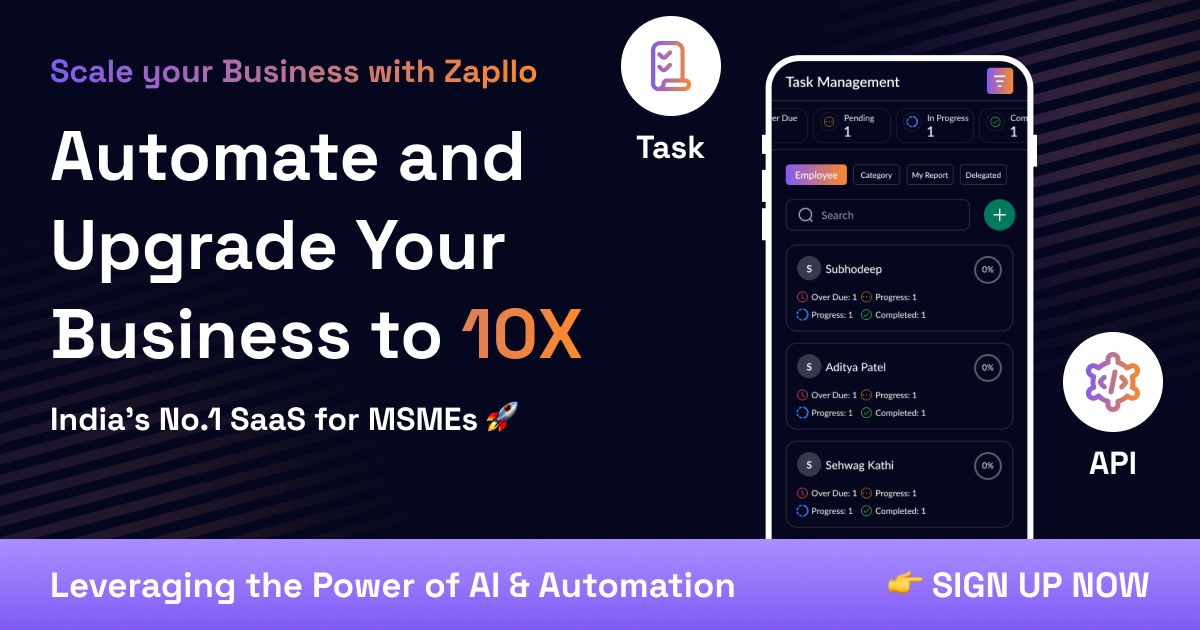 Scale your Business with Zapllo
Automate and
Upgrade Your
Business to 10X
India's No.1 SaaS for MSMEs 🚀
Task
Task Management
er Due
Pending
1
In Progress
1
Com
1
Employee
Category
My Report
Delegated
Search
S Subhodeep 0%
Over Due: 1 Progress: 1
Progress: 1 Completed: 1
S Aditya Patel 0%
Over Due: 1 Progress: 1
Progress: 1 Completed: 1
S Sehwag Kathi 0%
Over Due: 1 Progress: 1
Progress: 1 Completed: 1
API
Leveraging the Power of AI & Automation
👉 SIGN UP NOW